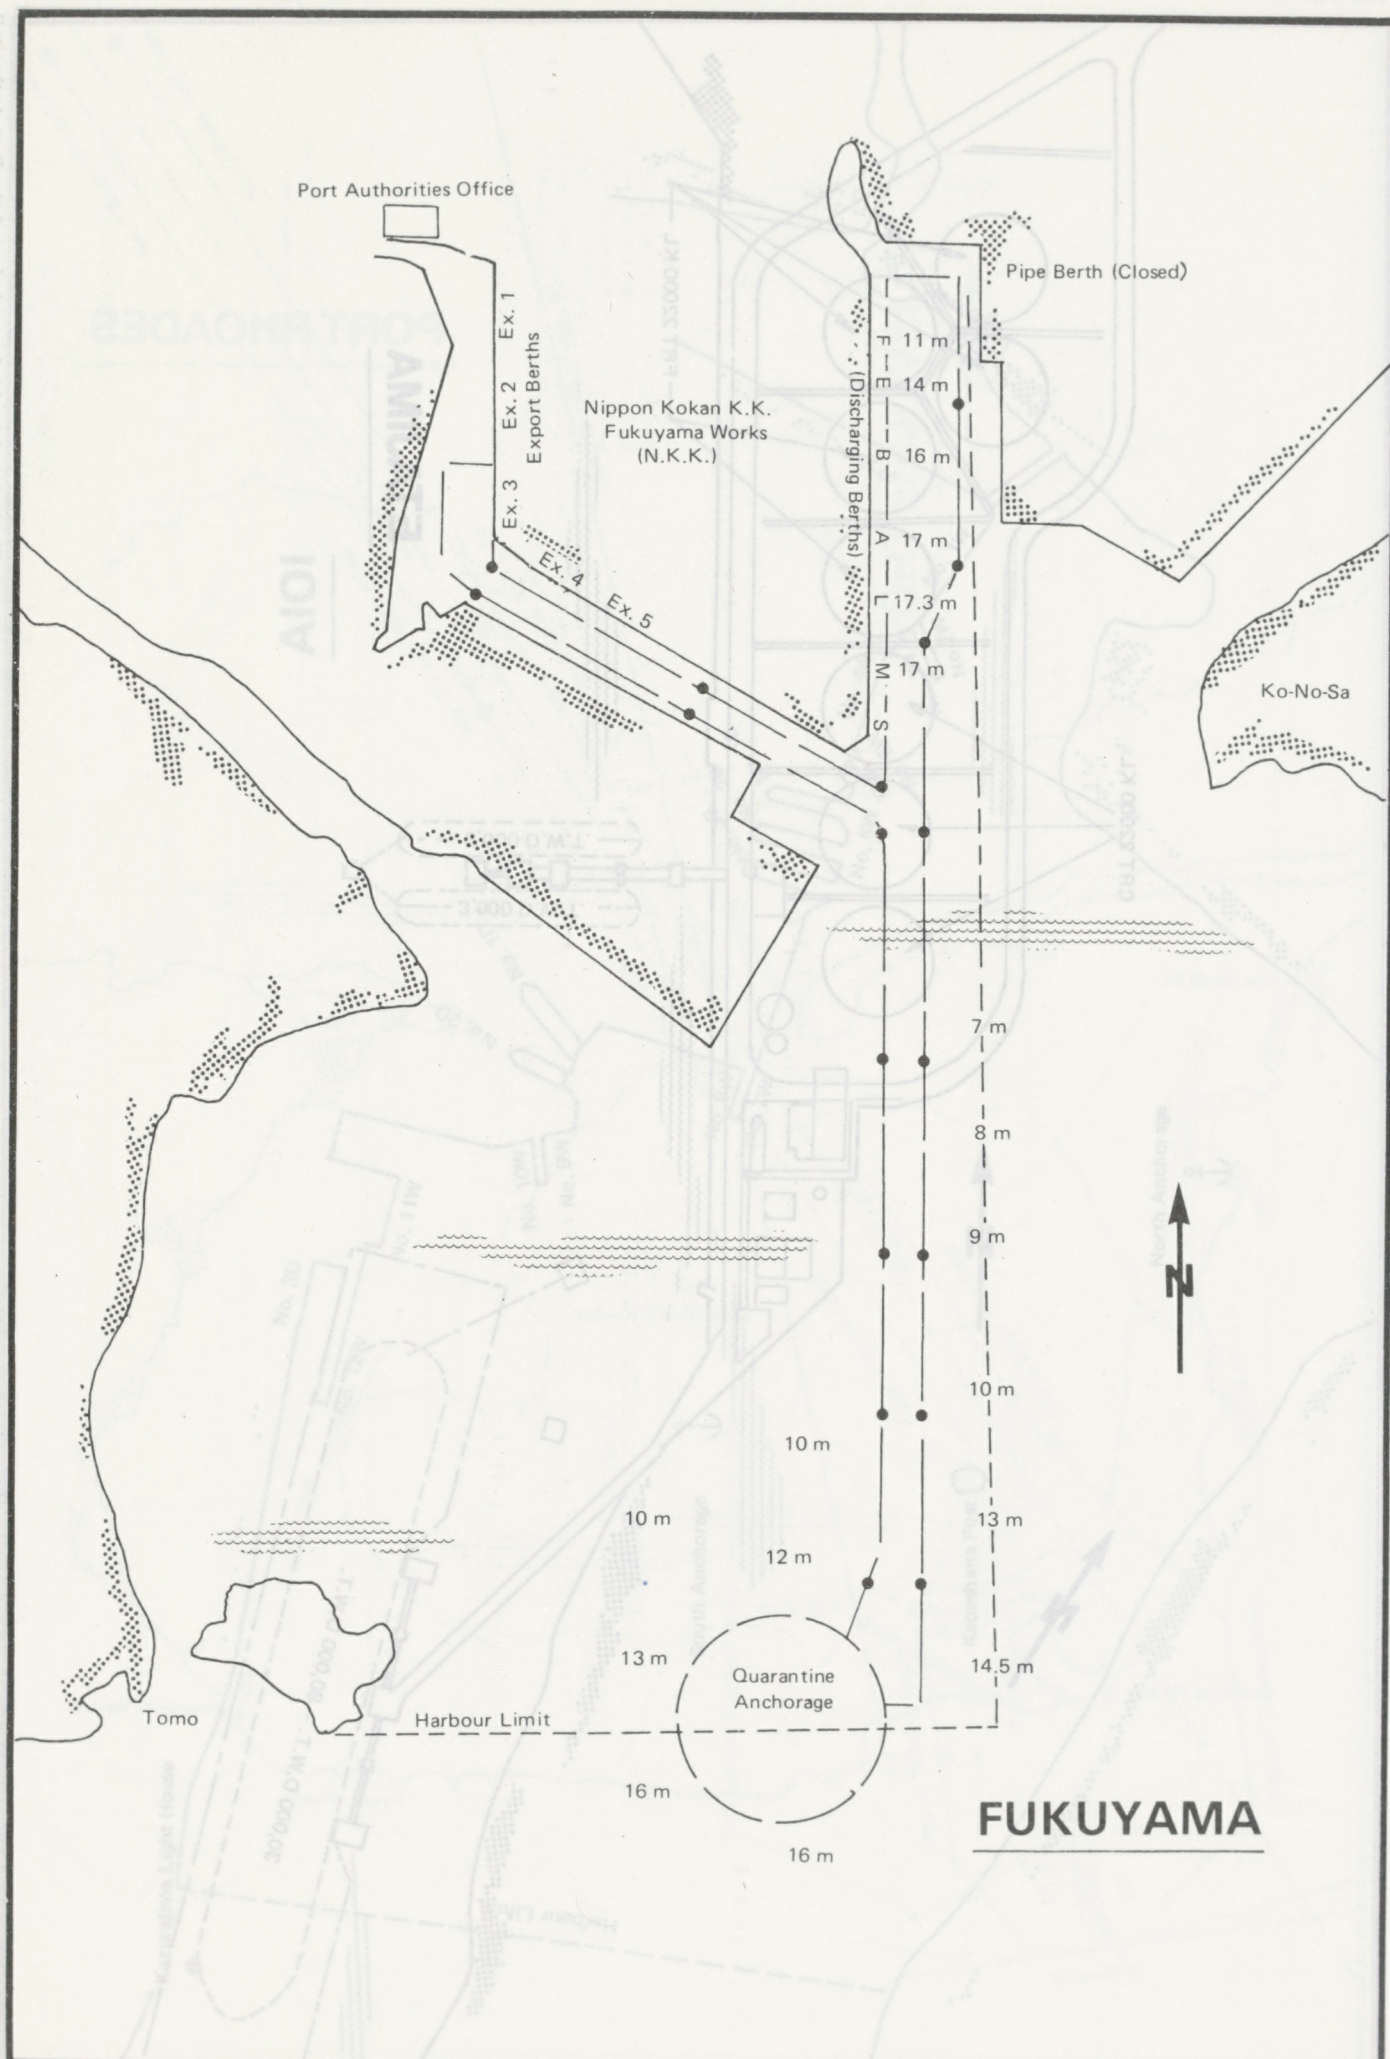 Port Authorities Office
Pipe Berth (Closed)
Ex. 1
Ex. 2
Ex. 3
Export Berths
Ex. 4
Ex. 5
Nippon Kokan K.K.
Fukuyama Works
(N.K.K.)
(Discharging Berths)
F E B A L M S
11 m
14 m
16 m
17 m
17.3 m
17 m
Ko-No-Sa
7 m
8 m
9 m
N
10 m
10 m
10 m
13 m
12 m
13 m
14.5 m
Quarantine
Anchorage
Tomo
Harbour Limit
16 m
16 m
FUKUYAMA